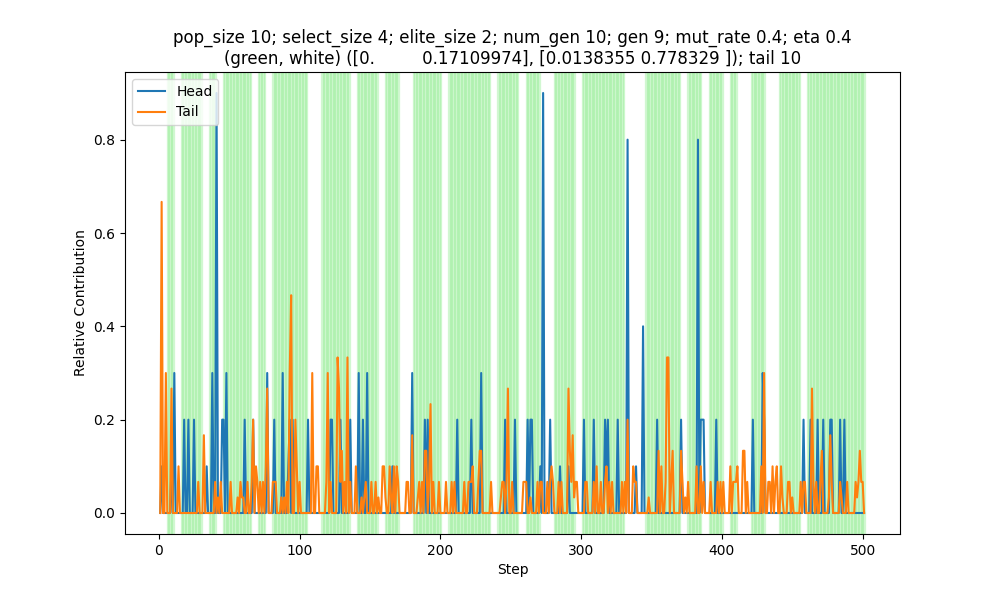 pop_size 10; select_size 4; elite_size 2; num_gen 10; gen 9; mut_rate 0.4; eta 0.4
(green, white) ([0. 0.17109974], [0.0138355 0.778329 ]); tail 10
Head
Tail
0.8
0.6
0.4
0.2
0.0
Relative Contribution
0 100 200 300 400 500
Step